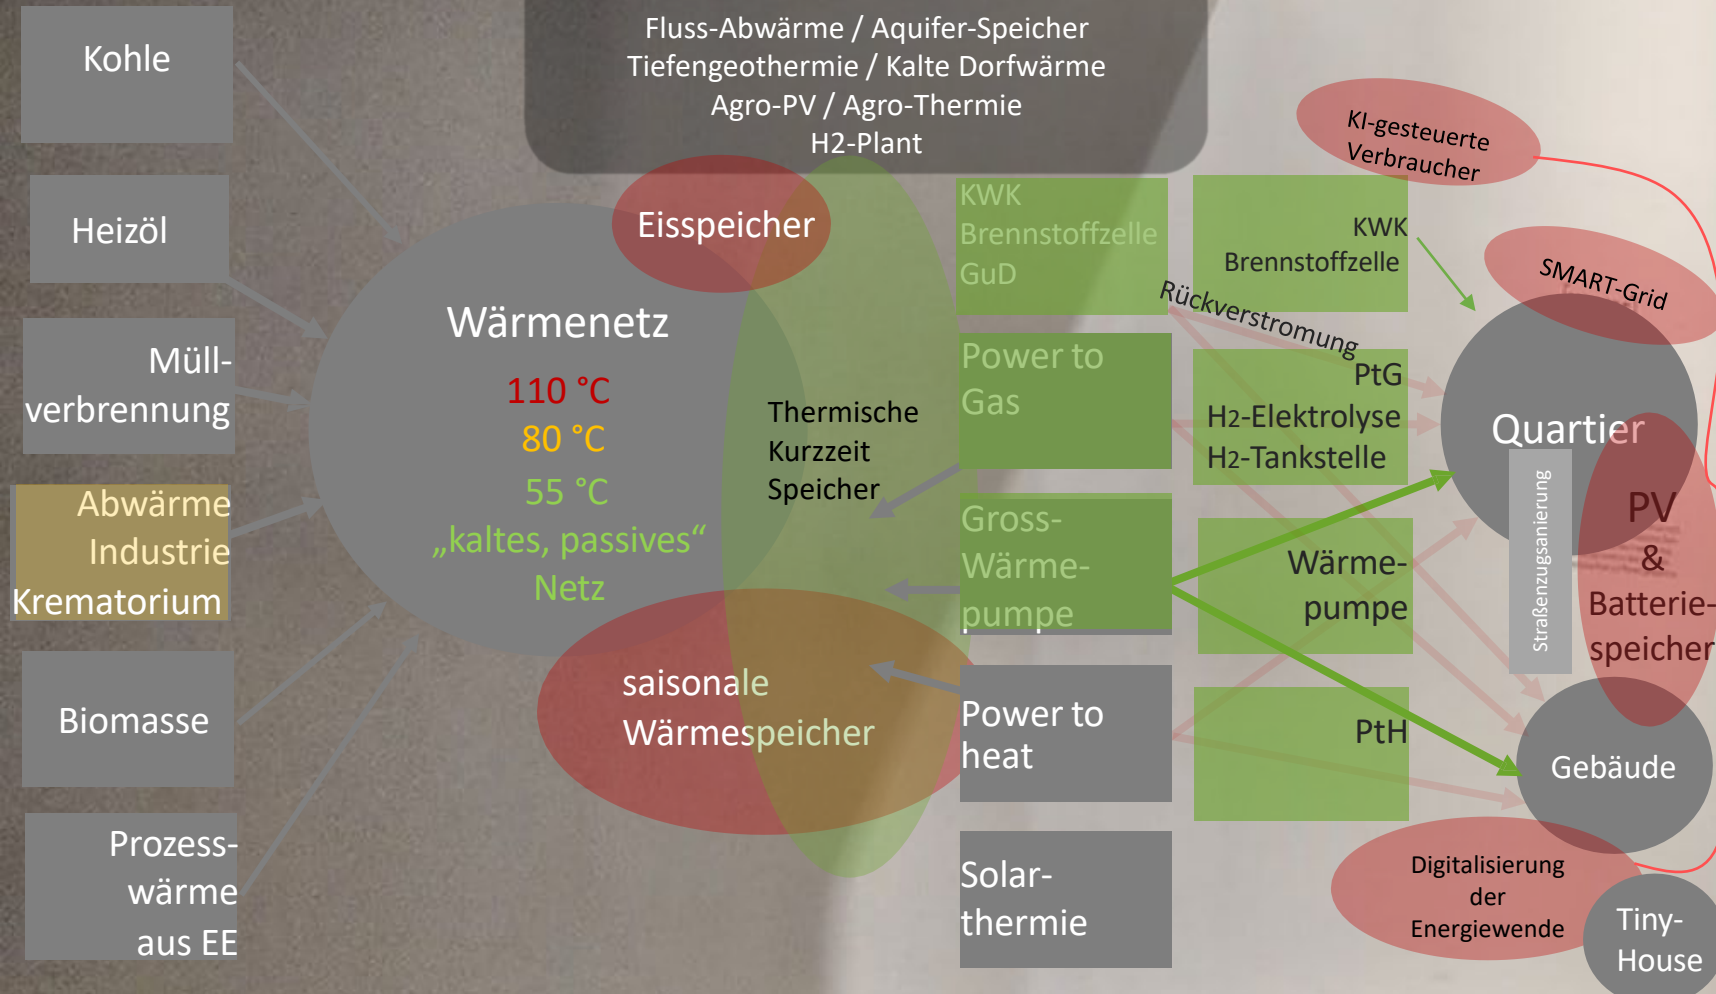 Fluss-Abwärme / Aquifer-Speicher
Tiefengeothermie / Kalte Dorfwärme
Agro-PV / Agro-Thermie
H2-Plant
Kohle
Heizöl
Müll-
verbrennung
Abwärme
Industrie
Krematorium
Biomasse
Prozess-
wärme
aus EE
Eisspeicher
Wärmenetz
110 °C
80 °C
55 °C
„kaltes, passives“
Netz
Thermische
Kurzzeit
Speicher
saisonale
Wärmespeicher
KWK
Brennstoffzelle
GuD
Power to
Gas
Gross-
Wärme-
pumpe
Power to
heat
Solar-
thermie
KWK
Brennstoffzelle
Rückverstromung
PtG
H2-Elektrolyse
H2-Tankstelle
Wärme-
pumpe
PtH
KI-gesteuerte
Verbraucher
SMART-Grid
Quartier
Straßenzugsanierung
PV
&
Batterie-
speicher
Gebäude
Digitalisierung
der
Energiewende
Tiny-
House